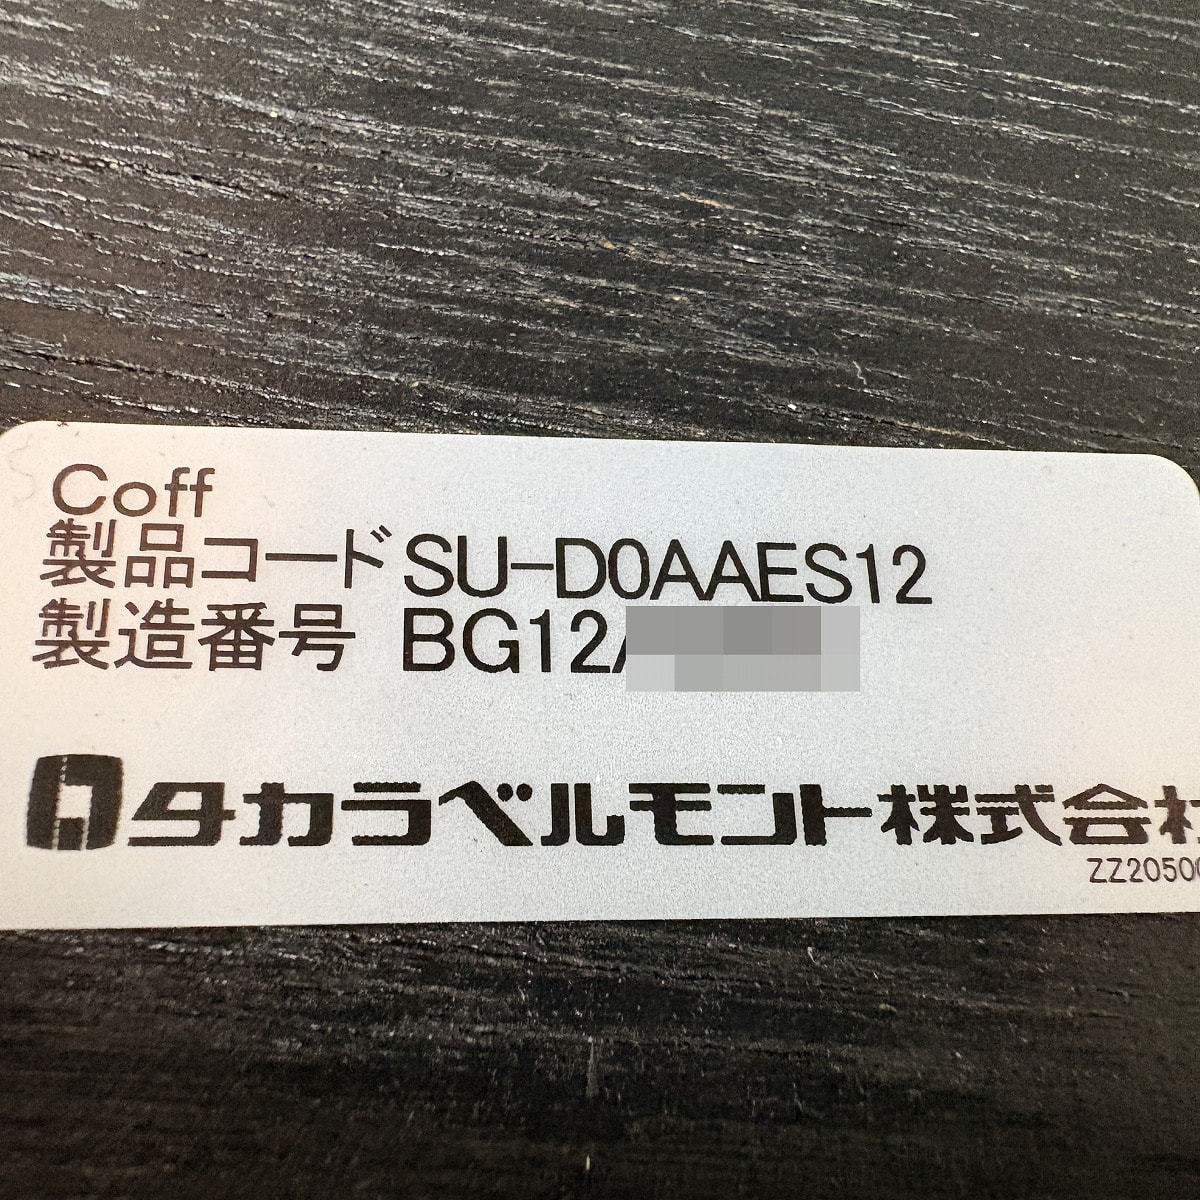 Coff
製品コード SU-D0AAES12
製造番号 BG12
タカラベルモント株式会社
ZZ2050